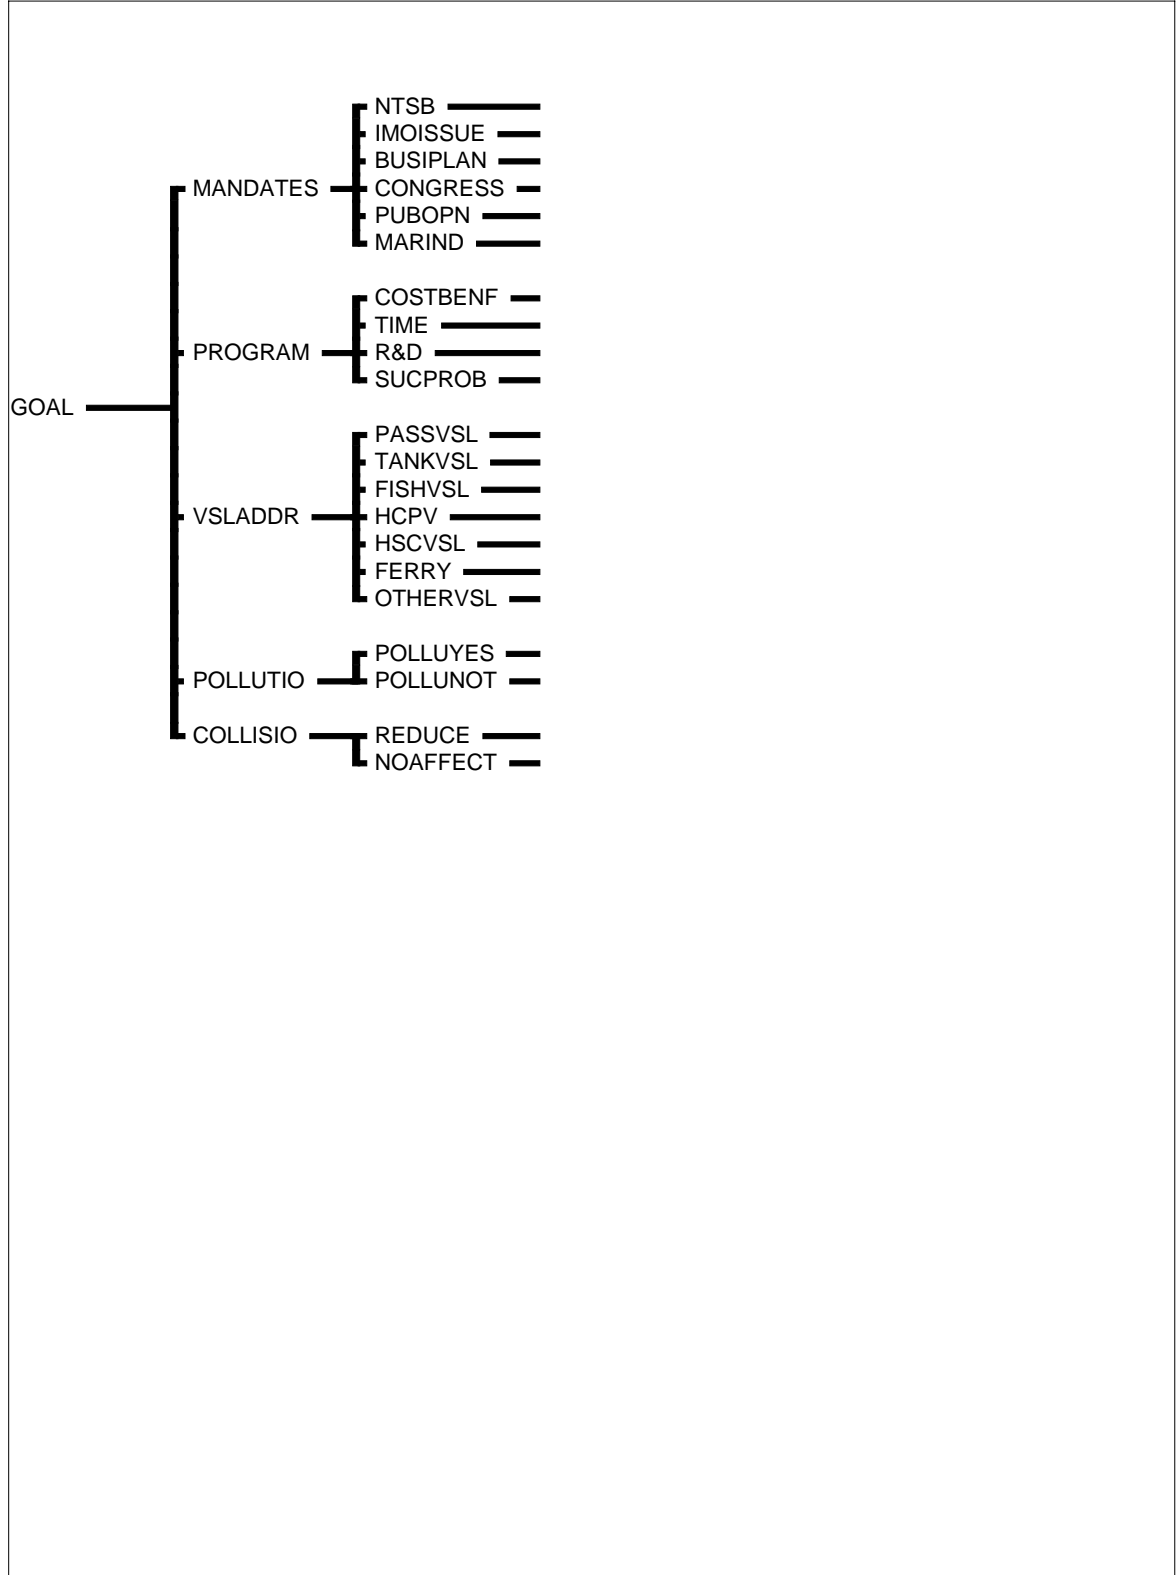 NTSB
IMOISSUE
BUSIPLAN
MANDATES CONGRESS
PUBOPN
MARIND
COSTBENF
TIME
PROGRAM R&D
SUCPROB
GOAL
PASSVSL
TANKVSL
FISHVSL
VSLADDR HCPV
HSCVSL
FERRY
OTHERVSL
POLLUYES
POLLUTIO POLLUNOT
COLLISIO REDUCE
NOAFFECT